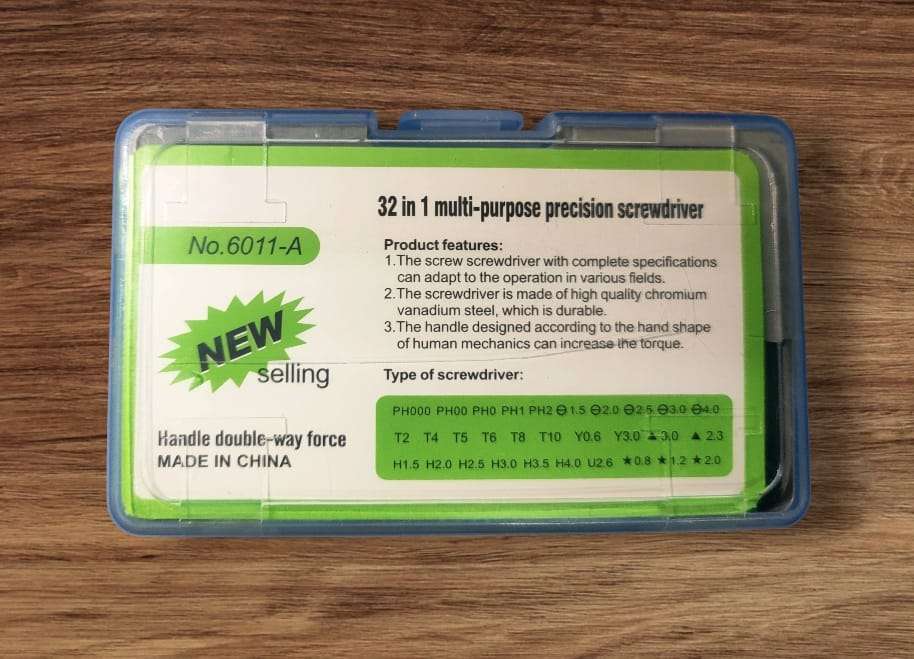 32 in 1 multi-purpose precision screwdriver
No.6011-A
NEW
selling
Handle double-way force
MADE IN CHINA
Product features:
1.The screw screwdriver with complete specifications
can adapt to the operation in various fields.
2.The screwdriver is made of high quality chromium
vanadium steel, which is durable.
3.The handle designed according to the hand shape
of human mechanics can increase the torque.
Type of screwdriver:
PH000 PH00 PH0 PH1 PH2 ⊖1.5 ⊖2.0 ⊖2.5 ⊖3.0 ⊖4.0
T2 T4 T5 T6 T8 T10 Y0.6 Y3.0 ▲3.0 ▲2.3
H1.5 H2.0 H2.5 H3.0 H3.5 H4.0 U2.6 ★0.8 ★1.2 ★2.0